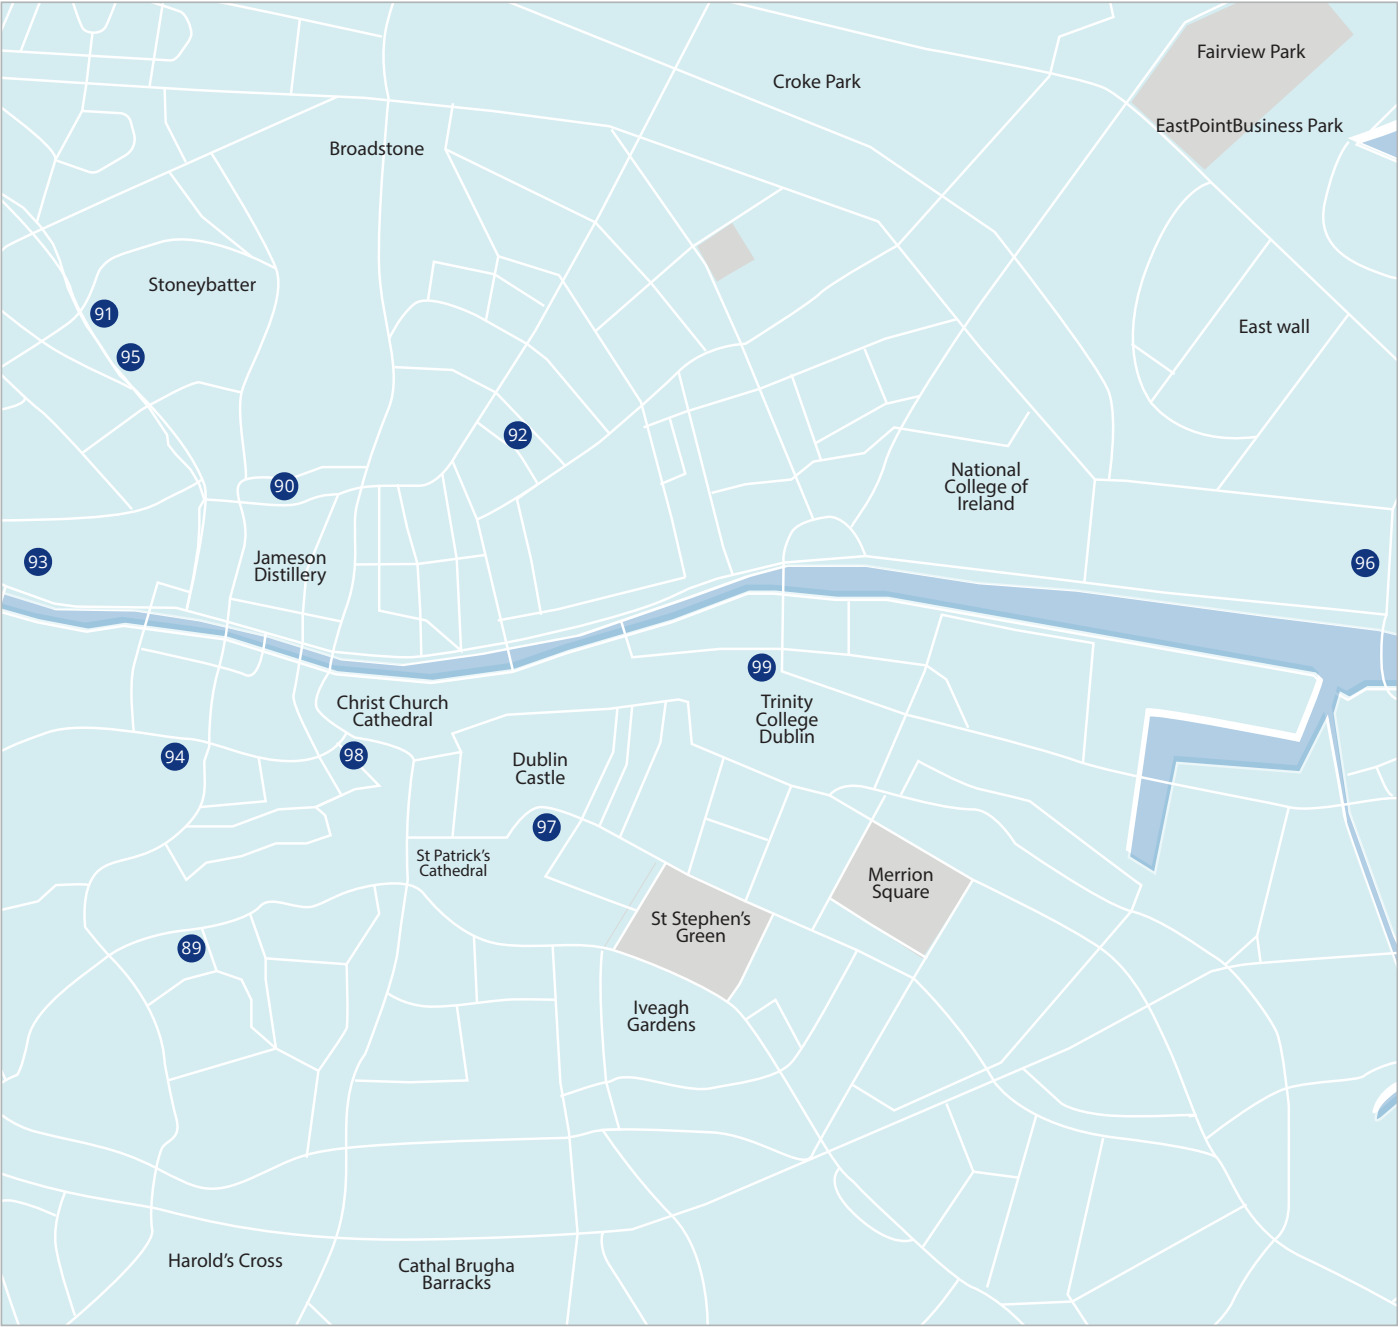 Fairview Park
Croke Park
EastPointBusiness Park
Broadstone
Stoneybatter
91
East wall
95
92
National
College of
Ireland
90
93
Jameson
Distillery
96
99
Christ Church
Cathedral
Trinity
College
Dublin
94
98
Dublin
Castle
97
St Patrick's
Cathedral
Merrion
Square
St Stephen's
Green
89
Iveagh
Gardens
Harold's Cross
Cathal Brugha
Barracks